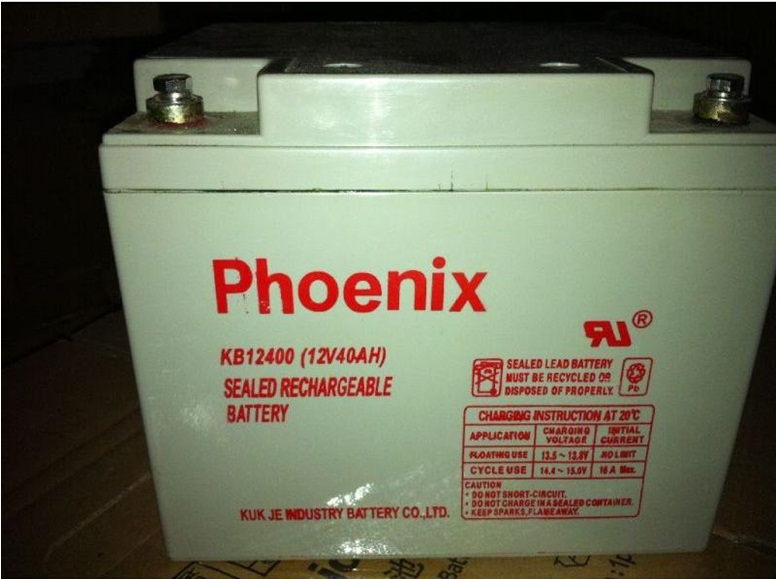 Phoenix
KB12400 (12V40AH)
SEALED RECHARGEABLE
BATTERY
RU®
SEALED LEAD BATTERY
MUST BE RECYCLED OR
DISPOSED OF PROPERLY.
Pb
CHARGING INSTRUCTION AT 20℃
APPLICATION CHARGING VOLTAGE INITIAL CURRENT
FLOATING USE 13.5 ~ 13.8V NO LIMIT
CYCLE USE 14.4 ~ 15.0V 16 A Max.
CAUTION
• DO NOT SHORT-CIRCUIT.
• DO NOT CHARGE IN A SEALED CONTAINER.
• KEEP SPARKS,FLAME AWAY.
KUK JE INDUSTRY BATTERY CO.,LTD.